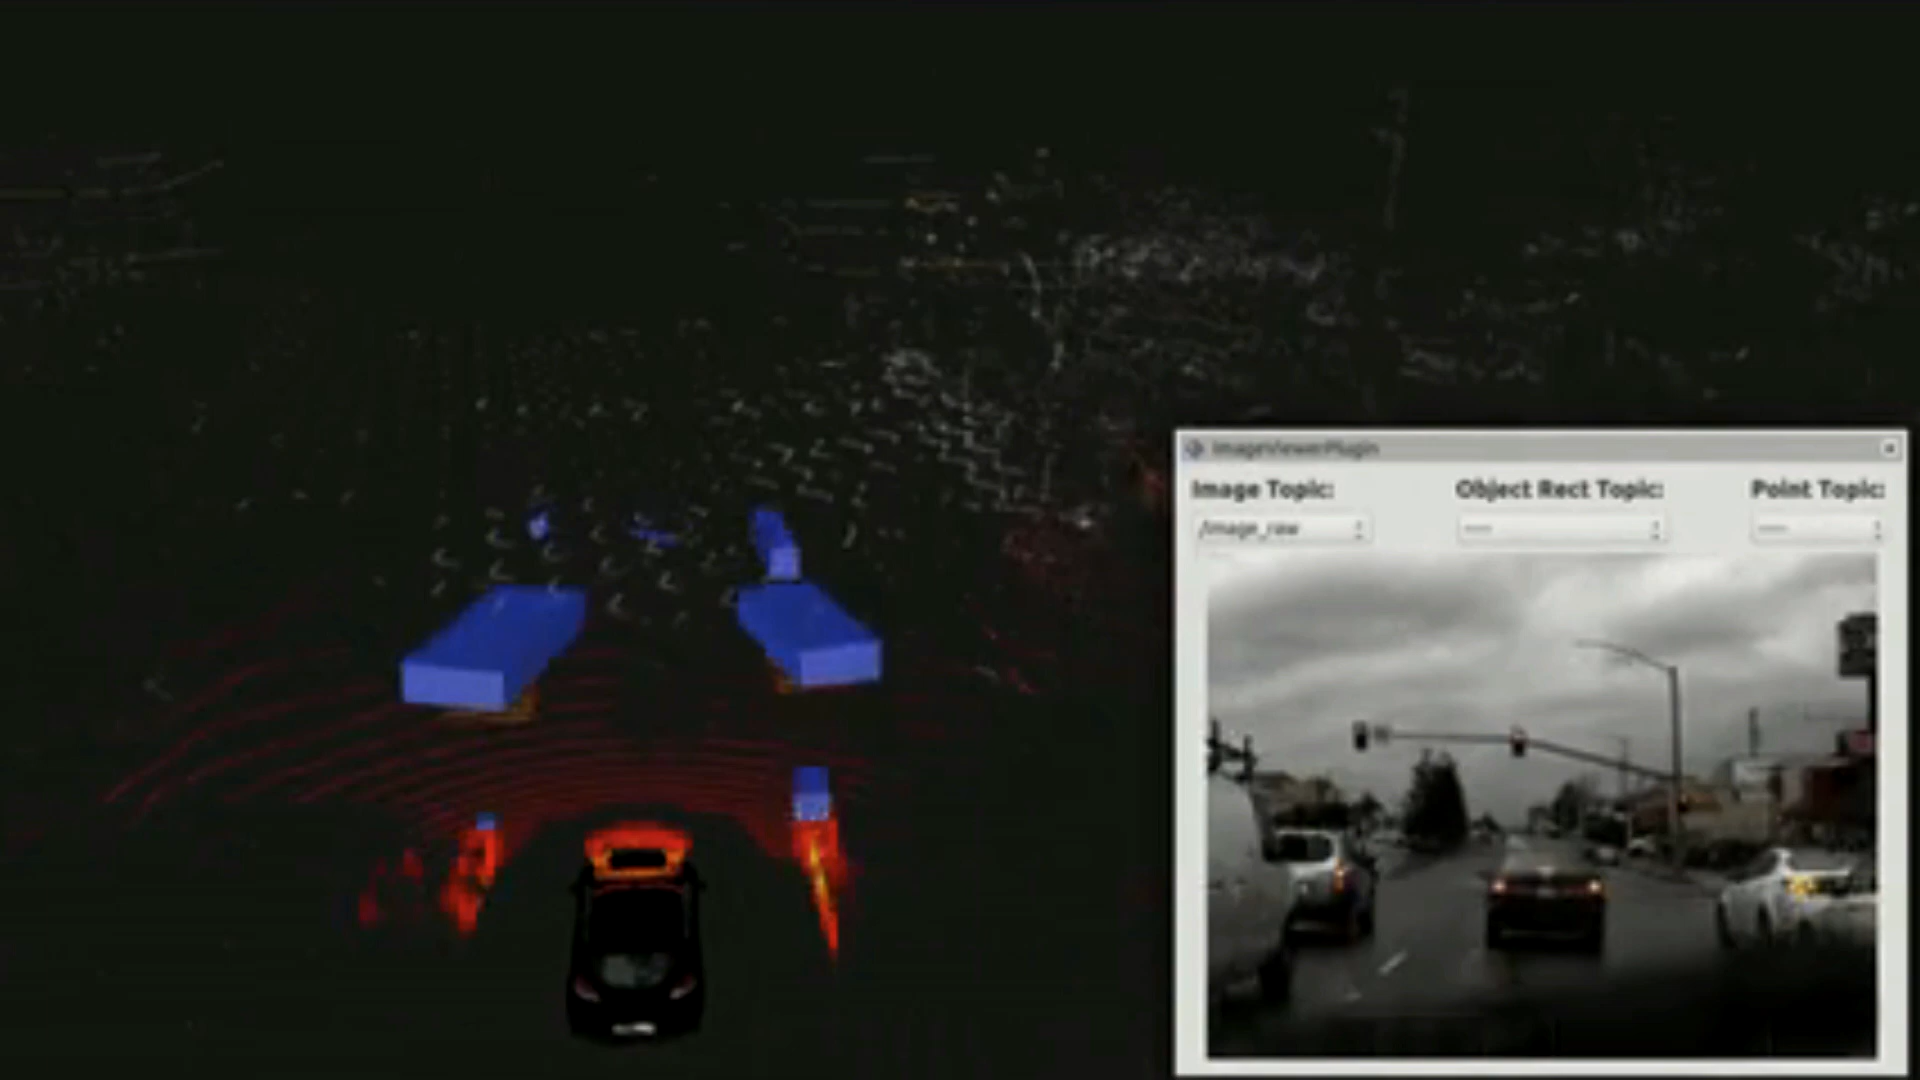 ImageViewerPlugin
Image Topic: Object Rect Topic: Point Topic:
/image_raw ---- ----